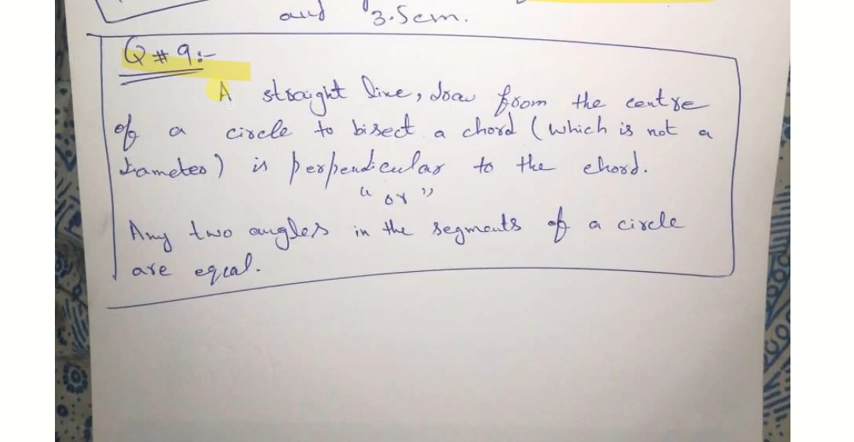 and 3.5cm.
Q # 9:-
A straight line, draw from the centre
of a circle to bisect a chord (which is not a
diameter) is perpendicular to the chord.
"or"
Any two angles in the segments of a circle
are eqcal.